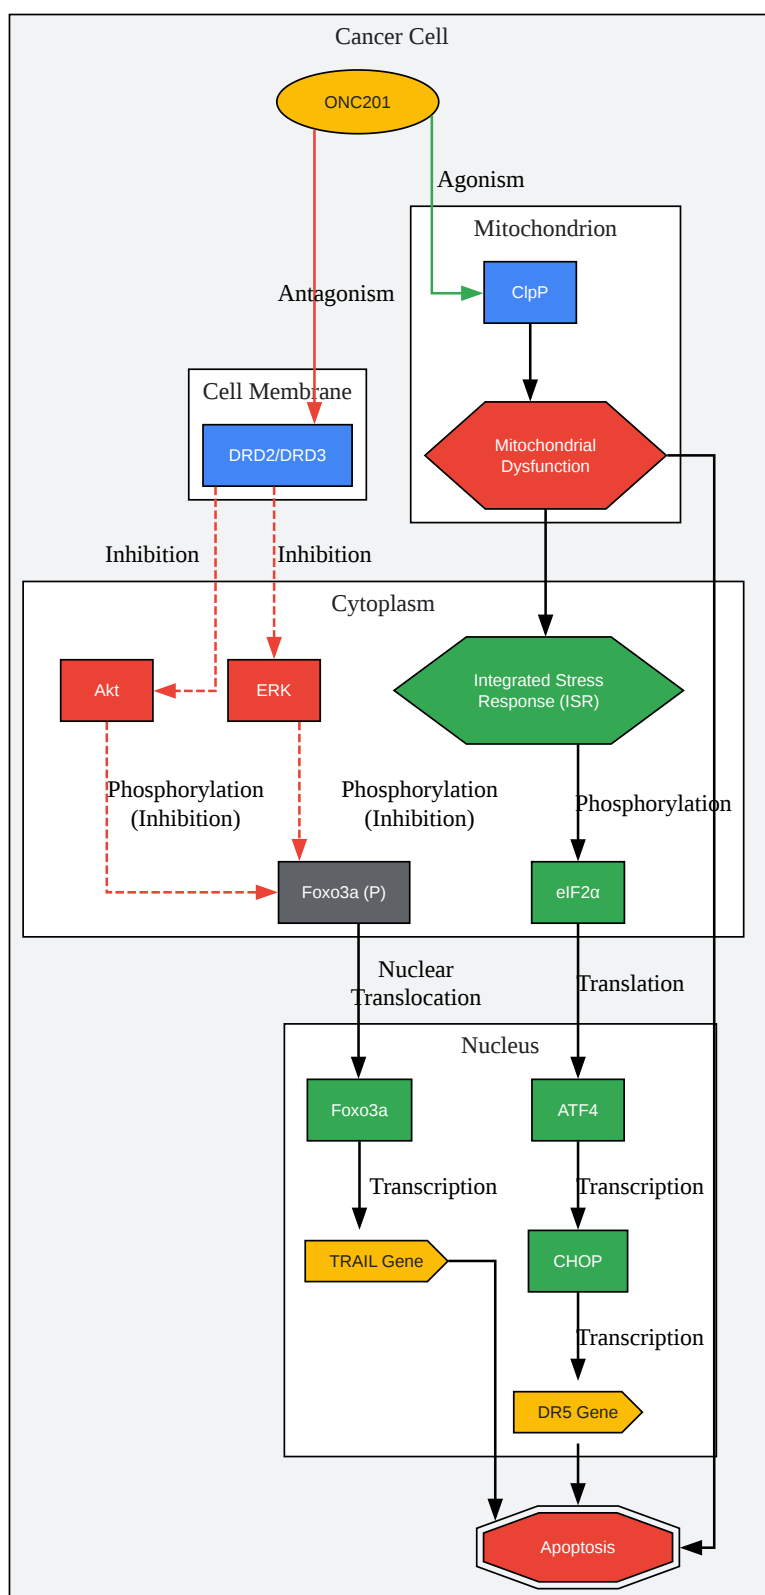 Cancer Cell
ONC201
Agonism
Mitochondrion
ClpP
Antagonism
Cell Membrane
DRD2/DRD3
Mitochondrial
Dysfunction
Inhibition
Inhibition
Cytoplasm
Akt
ERK
Integrated Stress
Response (ISR)
Phosphorylation
(Inhibition)
Phosphorylation
(Inhibition)
Phosphorylation
Foxo3a (P)
eIF2α
Nuclear
Translocation
Translation
Nucleus
Foxo3a
ATF4
Transcription
Transcription
TRAIL Gene
CHOP
Transcription
DR5 Gene
Apoptosis